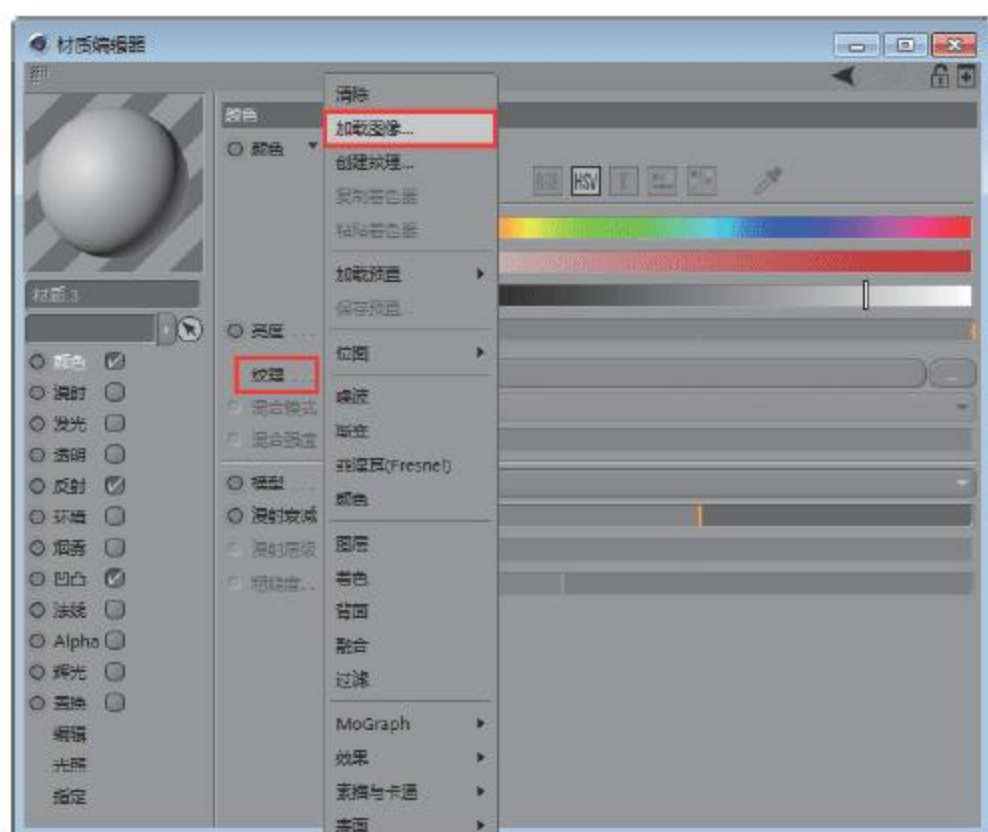 材质编辑器
清除
颜色
加载图像...
颜色
创建纹理...
RGB HSV K
复制着色器
粘贴着色器
加载预置
材质.3
保存预置...
亮度 . . .
位图
颜色
纹理 . . . .
漫射
噪波
混合模式
发光
渐变
混合强度
透明
菲涅耳(Fresnel)
反射
模型 . . .
颜色
环境
漫射衰减
烟雾
图层
漫射层级
凹凸
着色
粗糙度. .
法线
背面
Alpha
融合
辉光
过滤
置换
编辑
MoGraph
光照
效果
指定
素描与卡通
表面